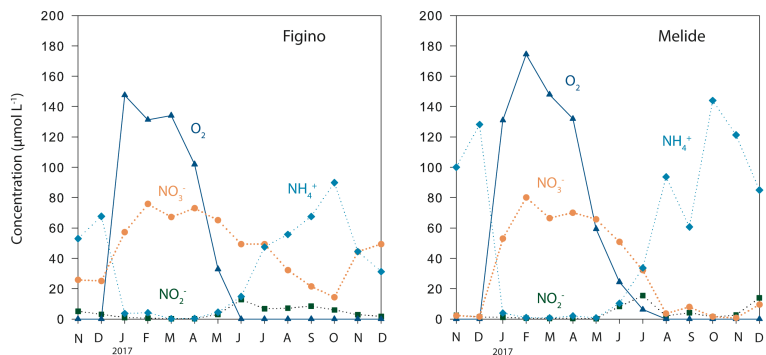 Concentration (μmol L⁻¹)
200
180
160
140
120
100
80
60
40
20
0
Figino
O₂
NO₃⁻
NH₄⁺
NO₂⁻
N D J F M A M J J A S O N D
2017
200
180
160
140
120
100
80
60
40
20
0
Melide
O₂
NH₄⁺
NO₃⁻
NO₂⁻
N D J F M A M J J A S O N D
2017